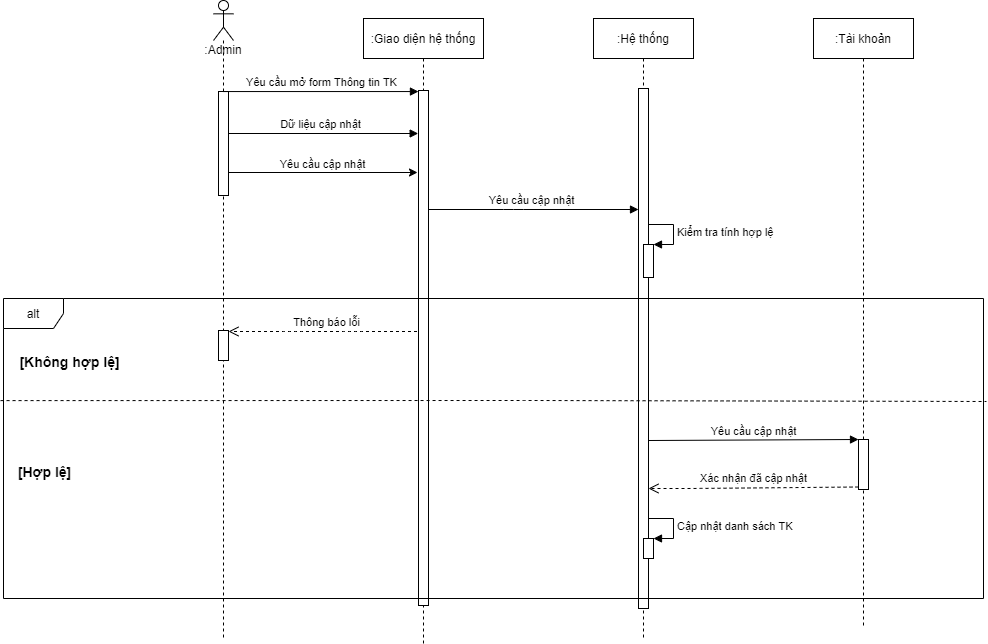 :Admin
:Giao diện hệ thống
:Hệ thống
:Tài khoản
Yêu cầu mở form Thông tin TK
Dữ liệu cập nhật
Yêu cầu cập nhật
Yêu cầu cập nhật
Kiểm tra tính hợp lệ
alt
Thông báo lỗi
[Không hợp lệ]
Yêu cầu cập nhật
[Hợp lệ]
Xác nhận đã cập nhật
Cập nhật danh sách TK